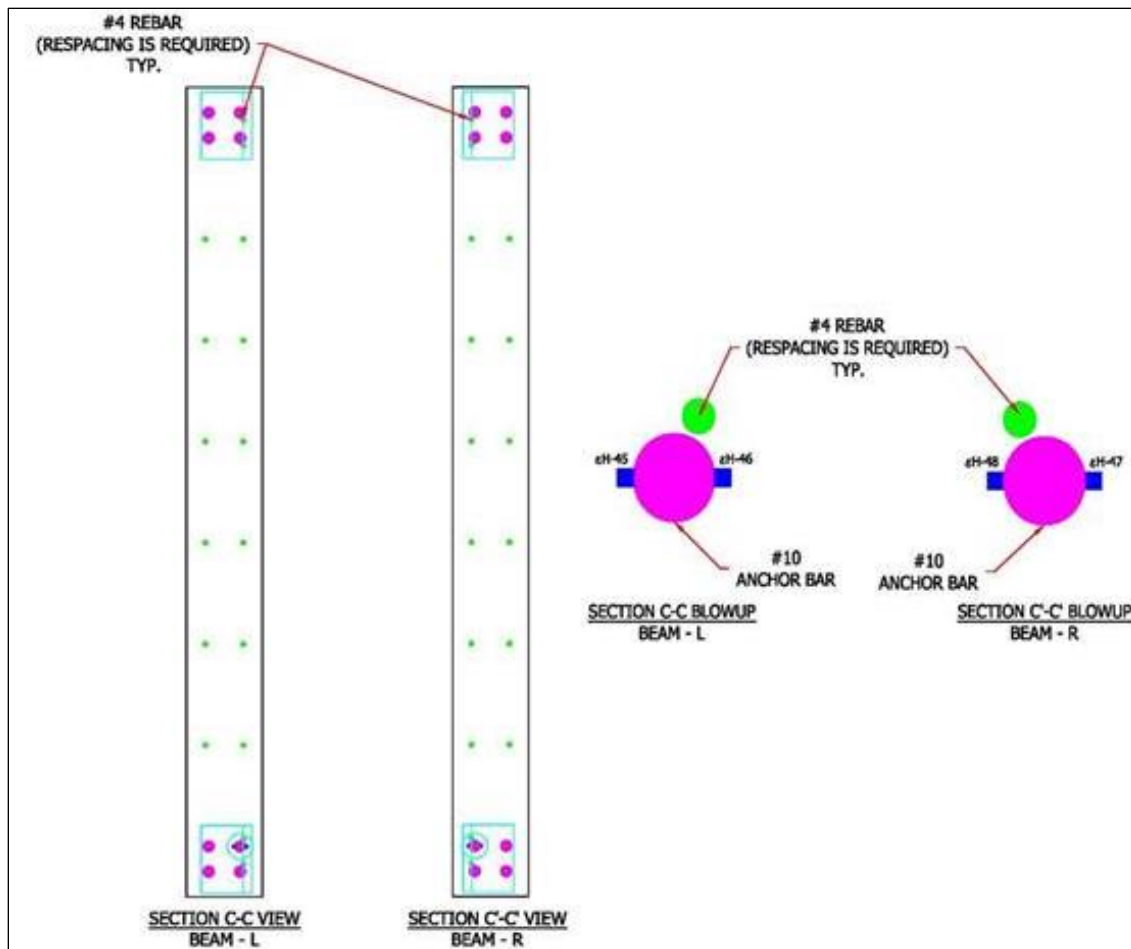 #4 REBAR
(RESPACING IS REQUIRED)
TYP.
#4 REBAR
(RESPACING IS REQUIRED)
TYP.
εH-45
εH-46
εH-48
εH-47
#10
ANCHOR BAR
#10
ANCHOR BAR
SECTION C-C BLOWUP
BEAM - L
SECTION C'-C' BLOWUP
BEAM - R
SECTION C-C VIEW
BEAM - L
SECTION C'-C' VIEW
BEAM - R